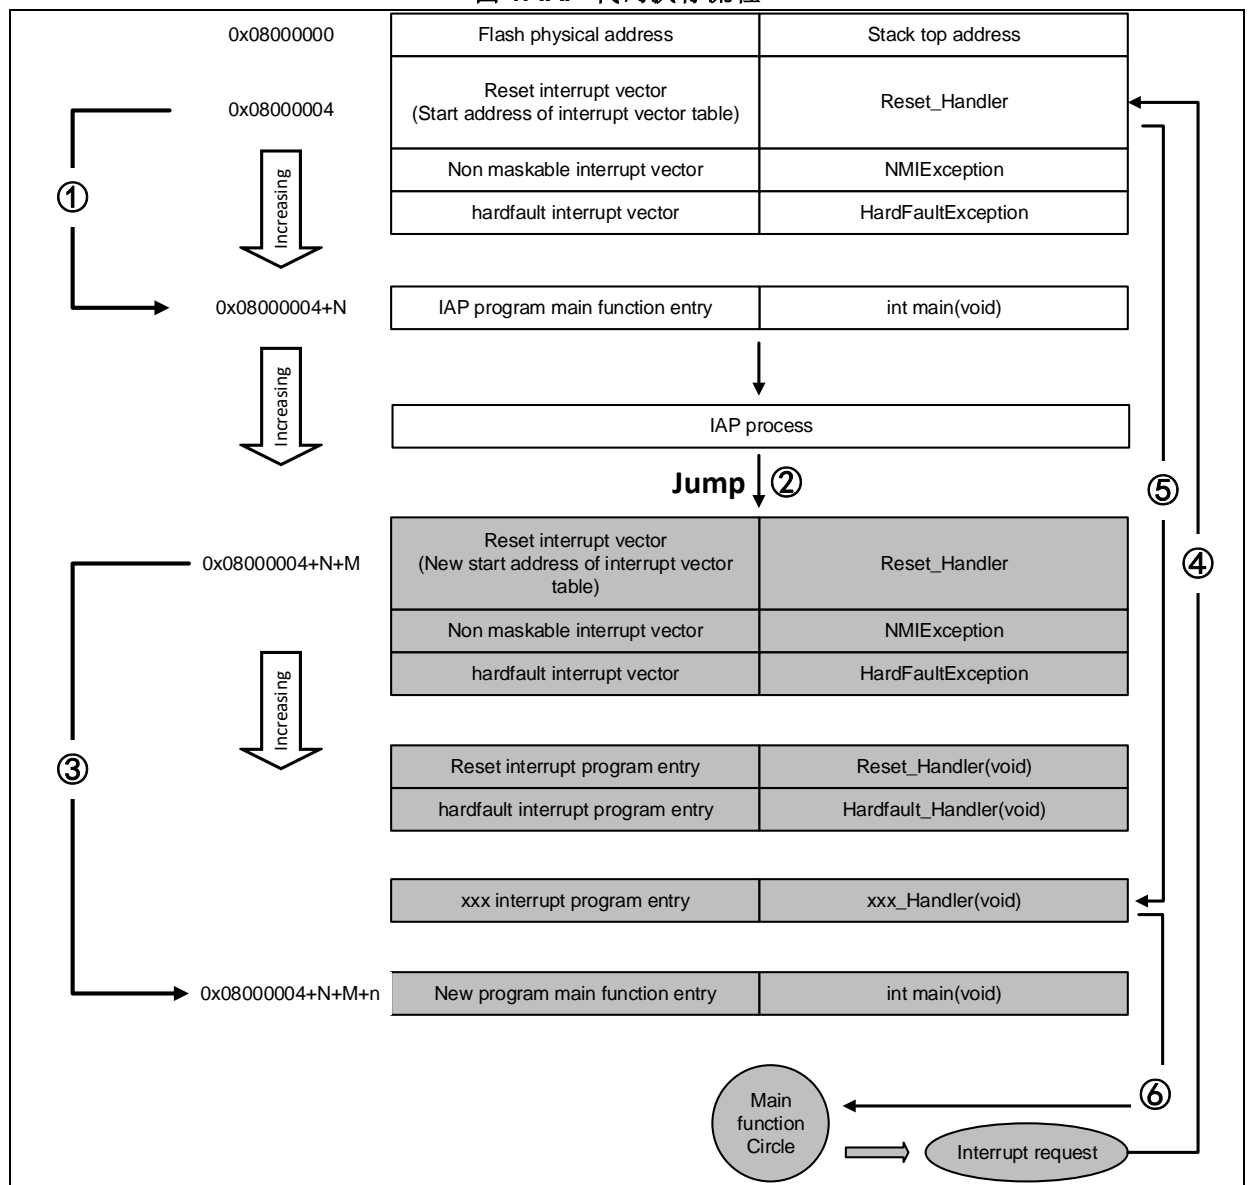 0x08000000
Flash physical address
Stack top address
0x08000004
Reset interrupt vector
(Start address of interrupt vector table)
Reset_Handler
Non maskable interrupt vector
NMIException
hardfault interrupt vector
HardFaultException
①
Increasing
0x08000004+N
IAP program main function entry
int main(void)
Increasing
IAP process
Jump
②
⑤
④
0x08000004+N+M
Reset interrupt vector
(New start address of interrupt vector
table)
Reset_Handler
Non maskable interrupt vector
NMIException
hardfault interrupt vector
HardFaultException
Increasing
③
Reset interrupt program entry
Reset_Handler(void)
hardfault interrupt program entry
Hardfault_Handler(void)
xxx interrupt program entry
xxx_Handler(void)
0x08000004+N+M+n
New program main function entry
int main(void)
⑥
Main
function
Circle
Interrupt request